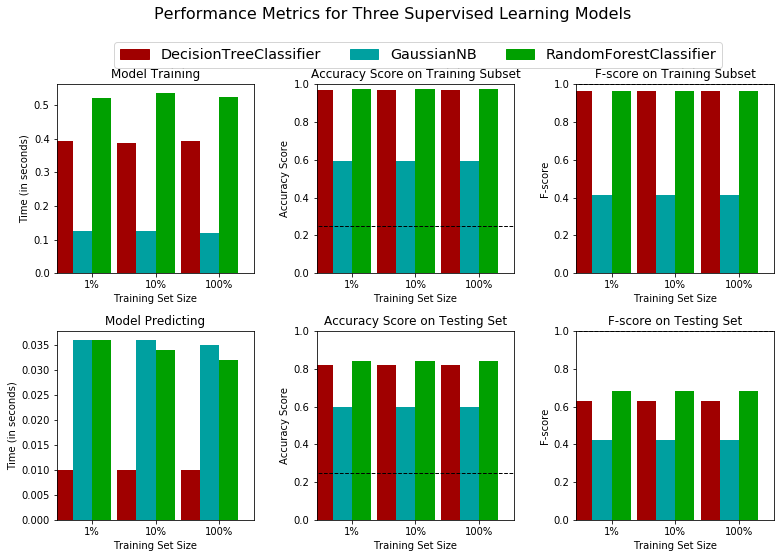 Performance Metrics for Three Supervised Learning Models
DecisionTreeClassifier GaussianNB RandomForestClassifier
Model Training
Time (in seconds)
0.5
0.4
0.3
0.2
0.1
0.0
1% 10% 100%
Training Set Size
Accuracy Score on Training Subset
Accuracy Score
1.0
0.8
0.6
0.4
0.2
0.0
1% 10% 100%
Training Set Size
F-score on Training Subset
F-score
1.0
0.8
0.6
0.4
0.2
0.0
1% 10% 100%
Training Set Size
Model Predicting
Time (in seconds)
0.035
0.030
0.025
0.020
0.015
0.010
0.005
0.000
1% 10% 100%
Training Set Size
Accuracy Score on Testing Set
Accuracy Score
1.0
0.8
0.6
0.4
0.2
0.0
1% 10% 100%
Training Set Size
F-score on Testing Set
F-score
1.0
0.8
0.6
0.4
0.2
0.0
1% 10% 100%
Training Set Size